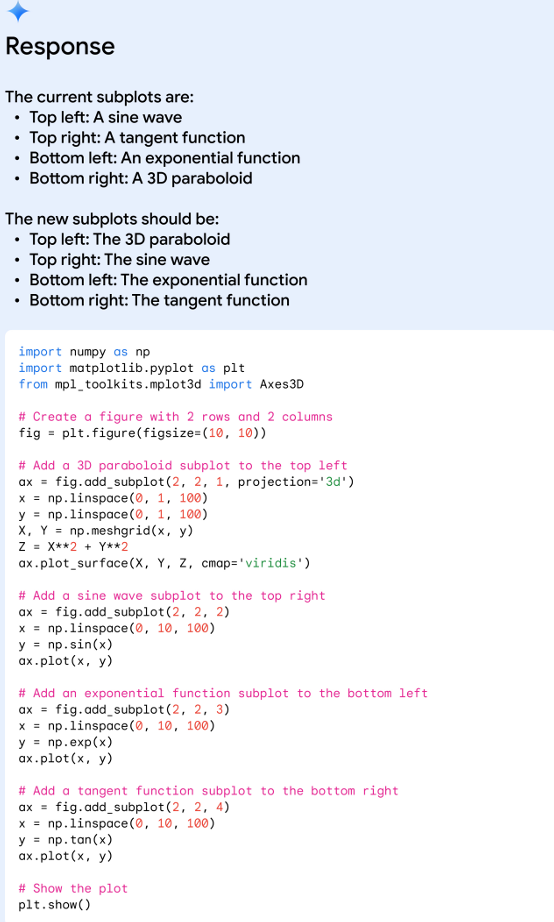 Response
The current subplots are:
• Top left: A sine wave
• Top right: A tangent function
• Bottom left: An exponential function
• Bottom right: A 3D paraboloid
The new subplots should be:
• Top left: The 3D paraboloid
• Top right: The sine wave
• Bottom left: The exponential function
• Bottom right: The tangent function
import numpy as np
import matplotlib.pyplot as plt
from mpl_toolkits.mplot3d import Axes3D
# Create a figure with 2 rows and 2 columns
fig = plt.figure(figsize=(10, 10))
# Add a 3D paraboloid subplot to the top left
ax = fig.add_subplot(2, 2, 1, projection='3d')
x = np.linspace(0, 1, 100)
y = np.linspace(0, 1, 100)
X, Y = np.meshgrid(x, y)
Z = X**2 + Y**2
ax.plot_surface(X, Y, Z, cmap='viridis')
# Add a sine wave subplot to the top right
ax = fig.add_subplot(2, 2, 2)
x = np.linspace(0, 10, 100)
y = np.sin(x)
ax.plot(x, y)
# Add an exponential function subplot to the bottom left
ax = fig.add_subplot(2, 2, 3)
x = np.linspace(0, 10, 100)
y = np.exp(x)
ax.plot(x, y)
# Add a tangent function subplot to the bottom right
ax = fig.add_subplot(2, 2, 4)
x = np.linspace(0, 10, 100)
y = np.tan(x)
ax.plot(x, y)
# Show the plot
plt.show()